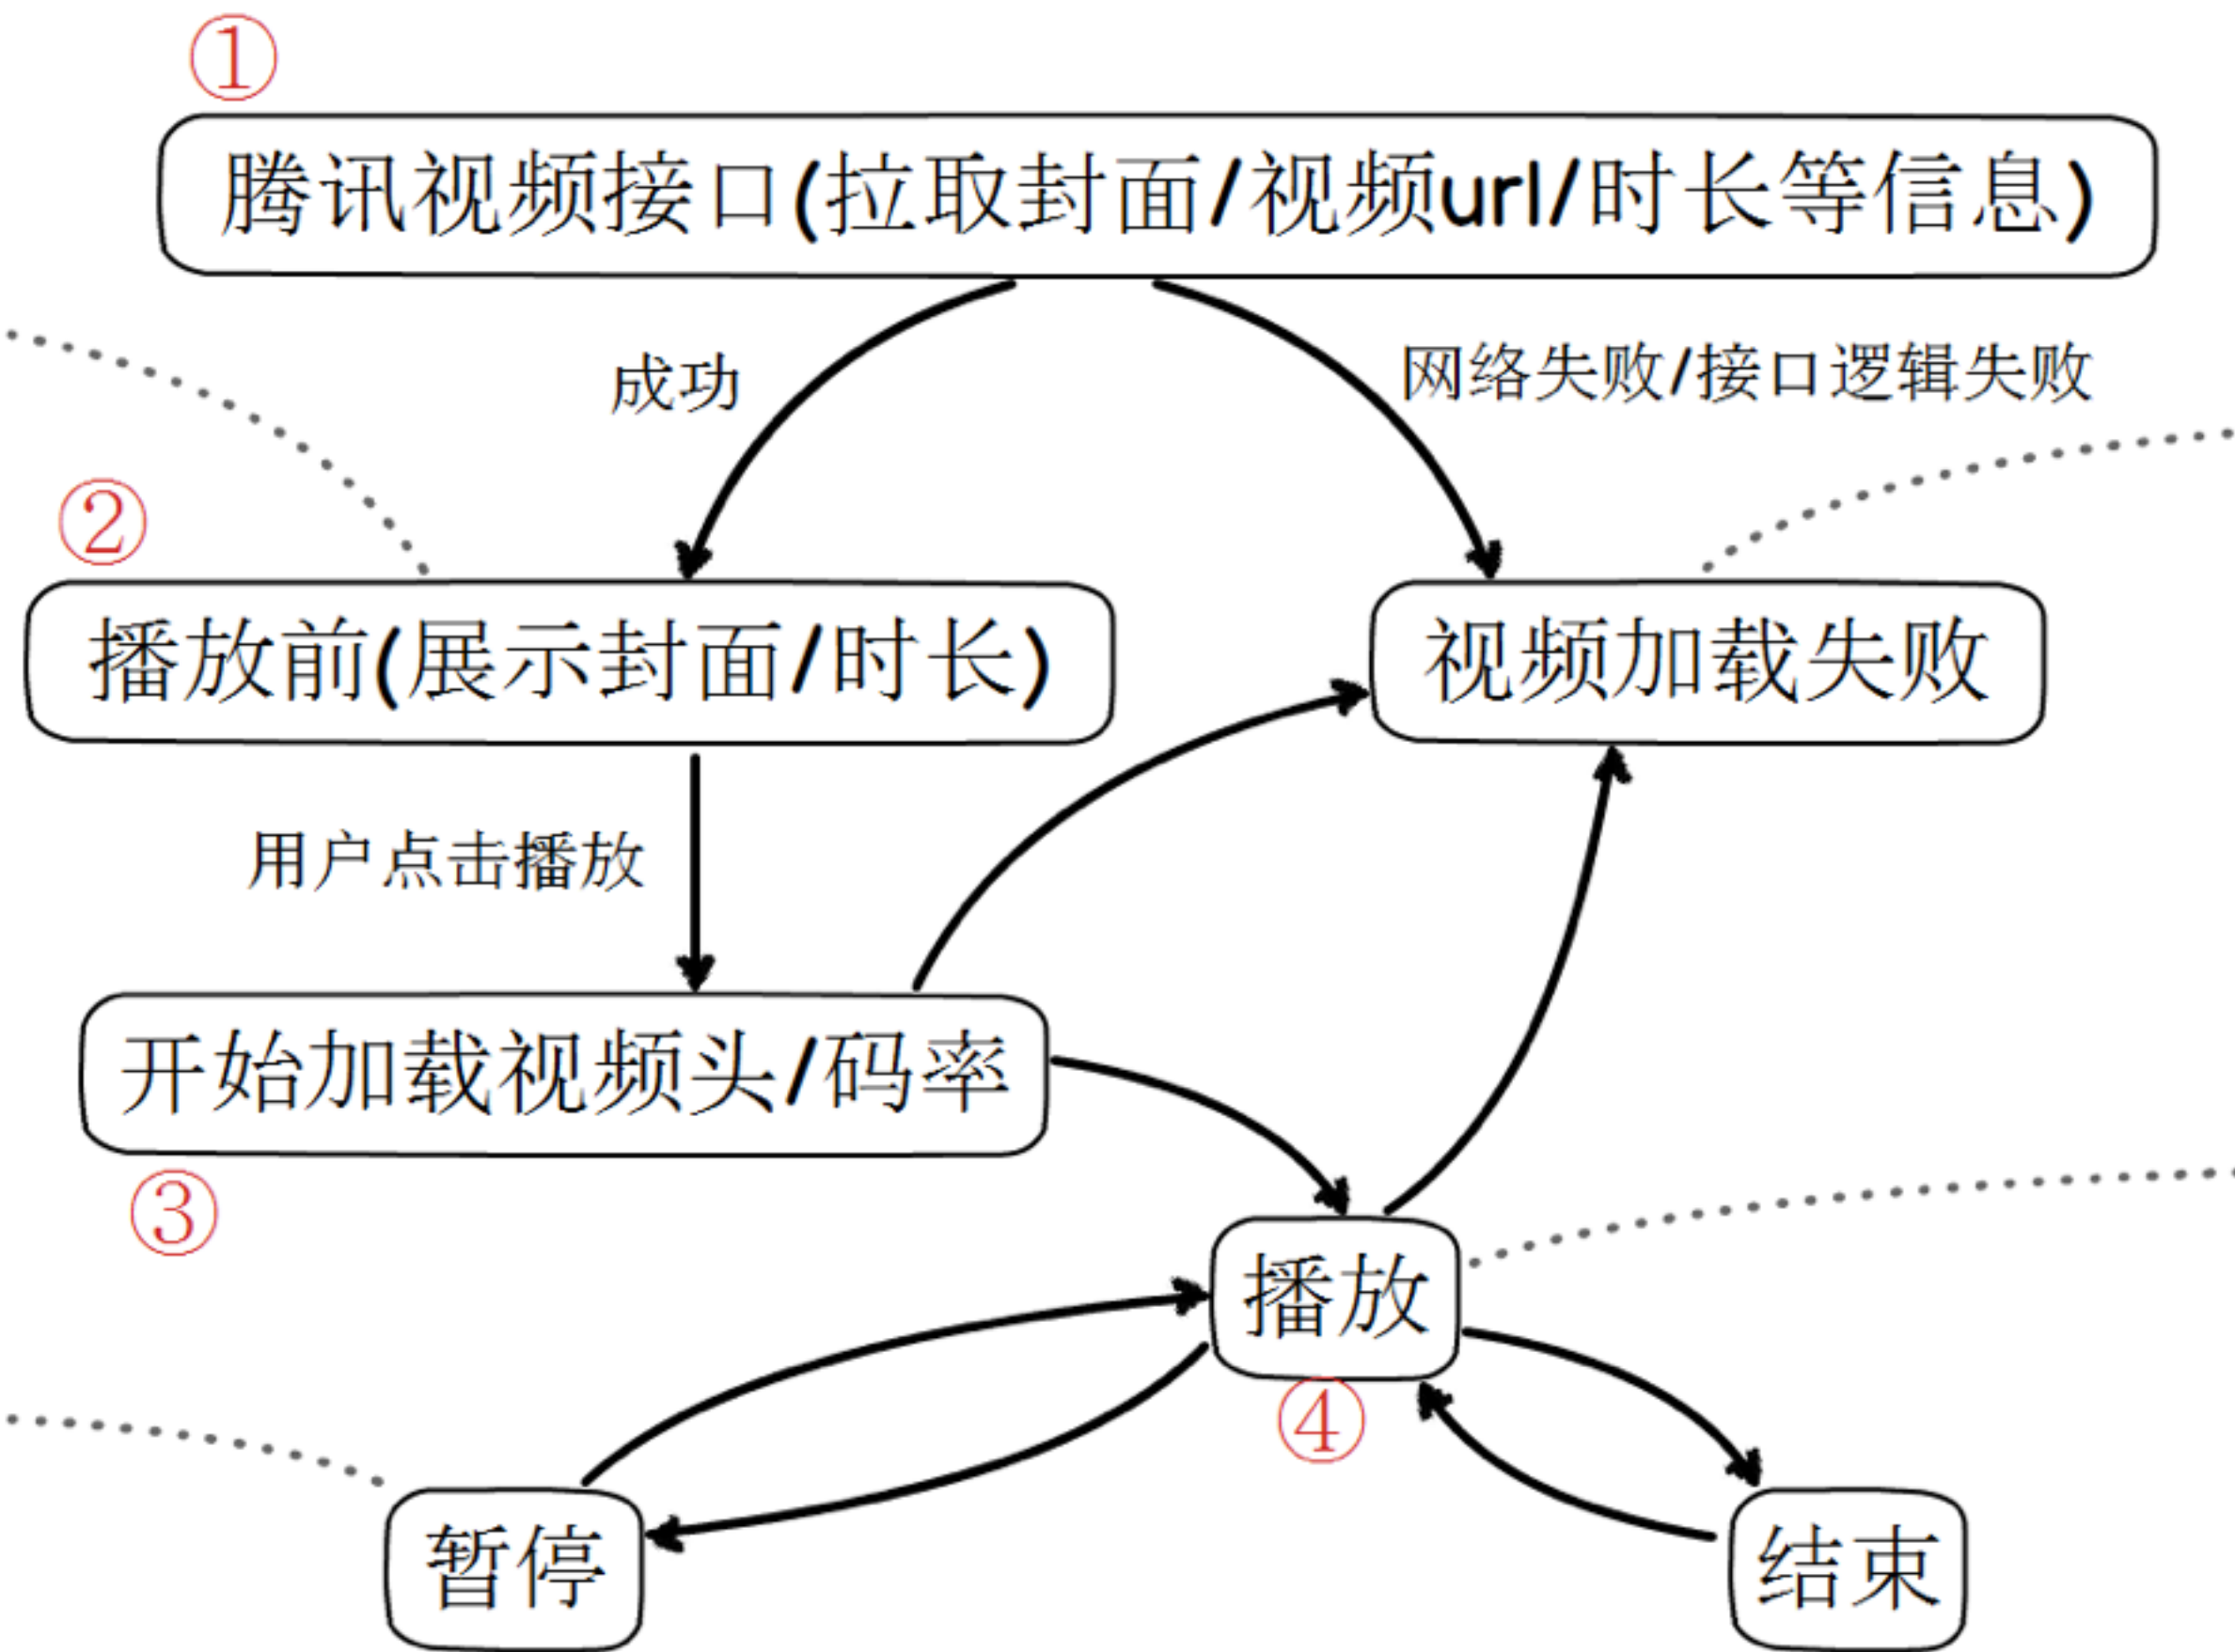 ①
腾讯视频接口(拉取封面/视频url/时长等信息)
成功
网络失败/接口逻辑失败
②
播放前(展示封面/时长)
视频加载失败
用户点击播放
开始加载视频头/码率
③
播放
④
暂停
结束